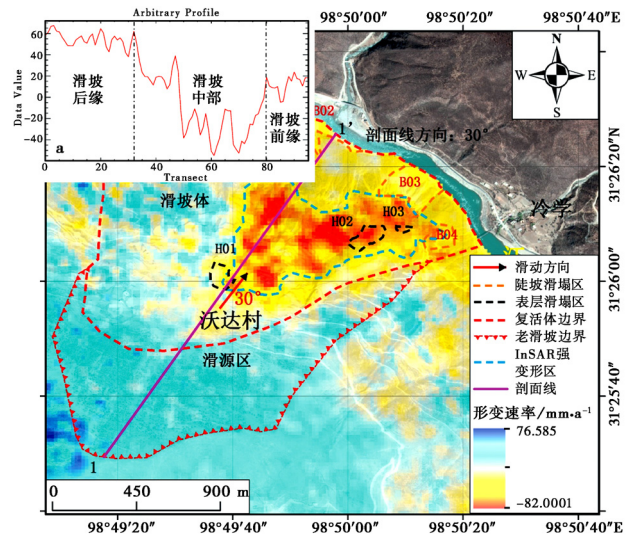 Arbitrary Profile
Data Value
60
40
20
0
−20
−40
滑坡
后缘
滑坡
中部
滑坡
前缘
a
0
20
40
60
80
Transect
98°50′00″E
98°50′20″E
98°50′40″E
N
W
E
S
B02
1′
剖面线方向：30°
31°26′20″N
31°26′00″N
31°25′40″N
滑坡体
B03
冷学
H01
H02
H03
B04
30°
沃达村
滑源区
1
滑动方向
陡坡滑塌区
表层滑塌区
复活体边界
老滑坡边界
InSAR强
变形区
剖面线
形变速率/mm·a⁻¹
76.585
-82.0001
0
450
900 m
98°49′20″E
98°49′40″E
98°50′00″E
98°50′20″E
98°50′40″E